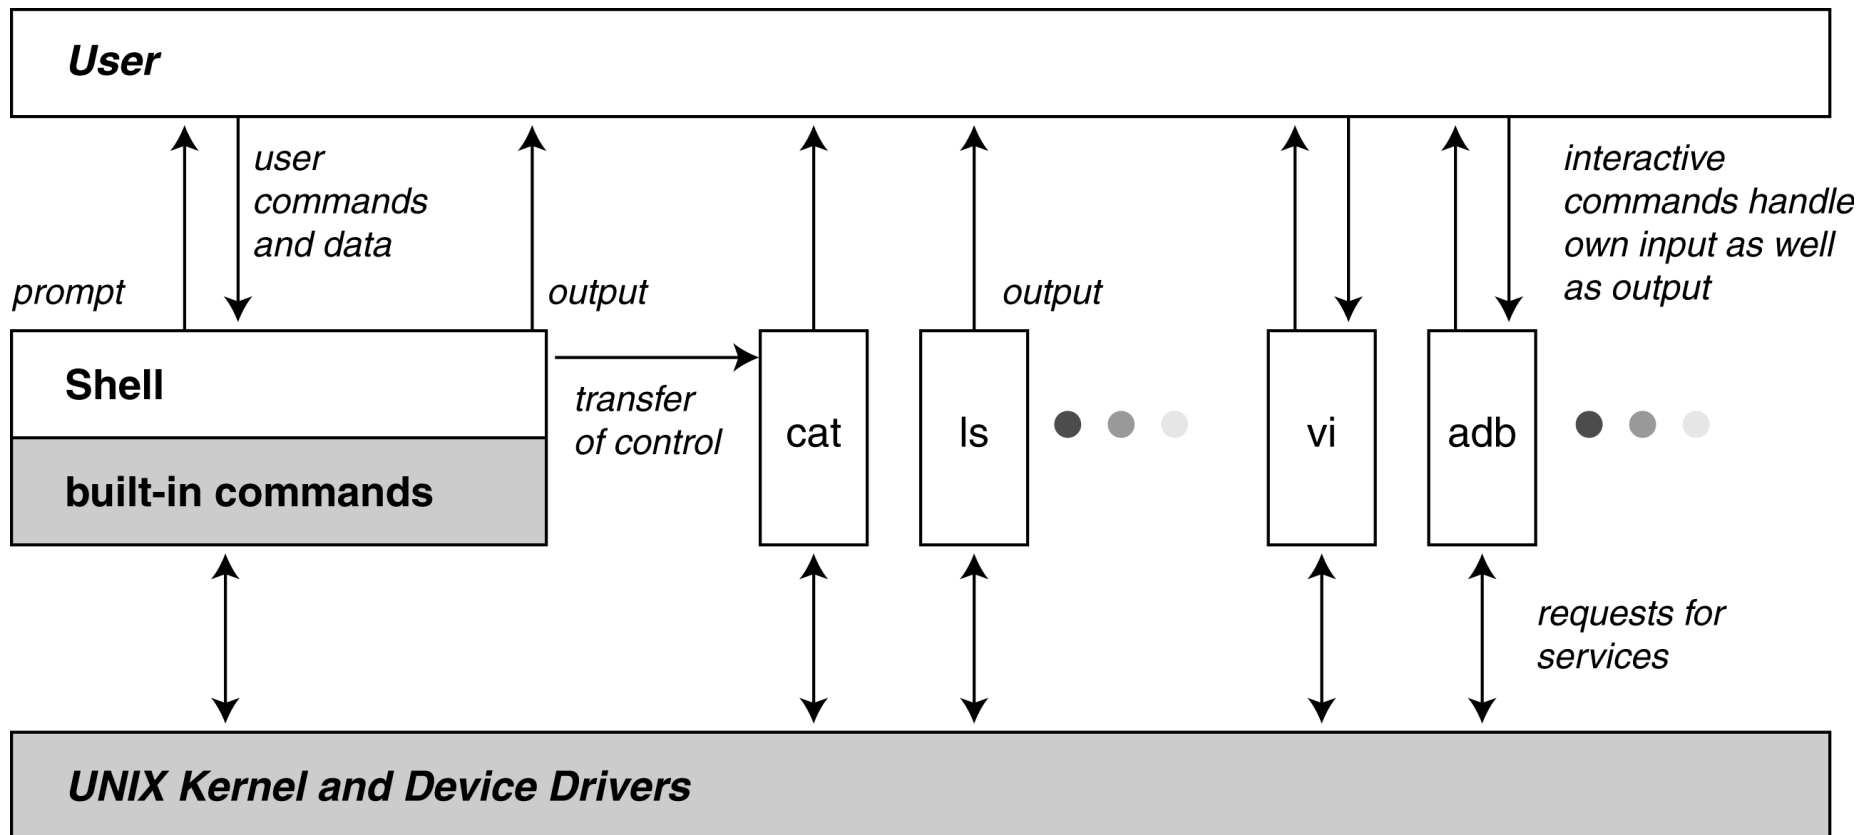 User
user
commands
and data
prompt
output
output
interactive
commands handle
own input as well
as output
Shell
built-in commands
transfer
of control
cat
ls
vi
adb
requests for
services
UNIX Kernel and Device Drivers